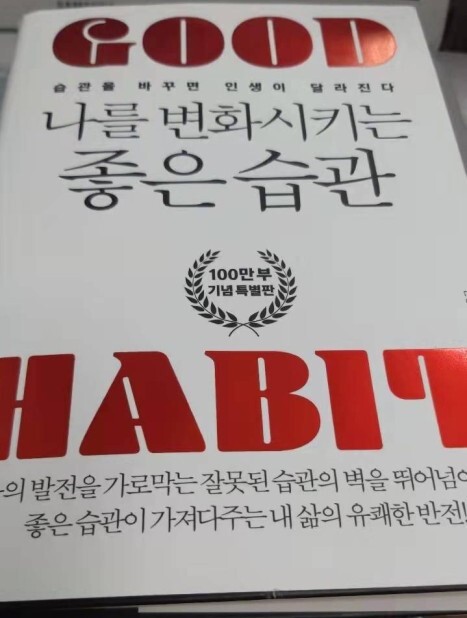 GOOD
습관을 바꾸면 인생이 달라진다
나를 변화시키는
좋은 습관
100만 부
기념 특별판
HABIT
의 발전을 가로막는 잘못된 습관의 벽을 뛰어넘어
좋은 습관이 가져다주는 내 삶의 유쾌한 반전!